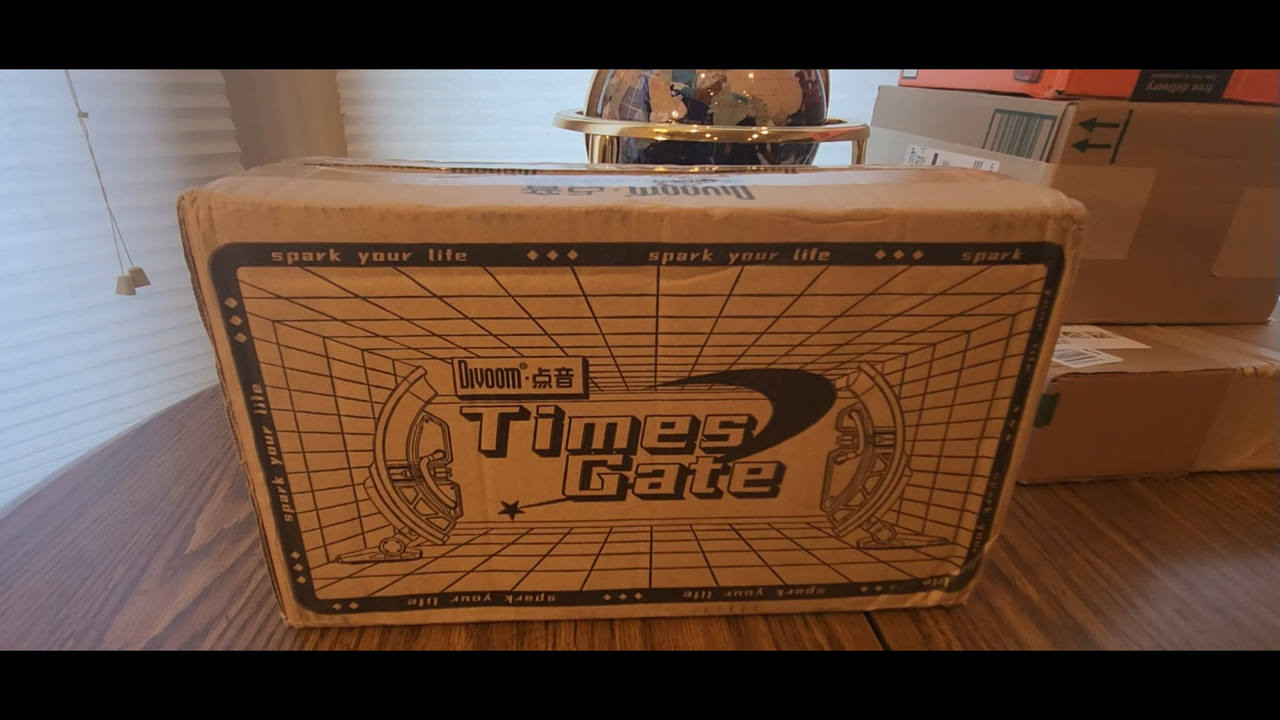 free delivery
Divoom·点音
spark your life ◆◆◆ spark your life ◆◆◆ spark
your life
spark your life
Divoom®·点音
Times
Gate
spark your
life
spark your life ◆◆◆ spark your life